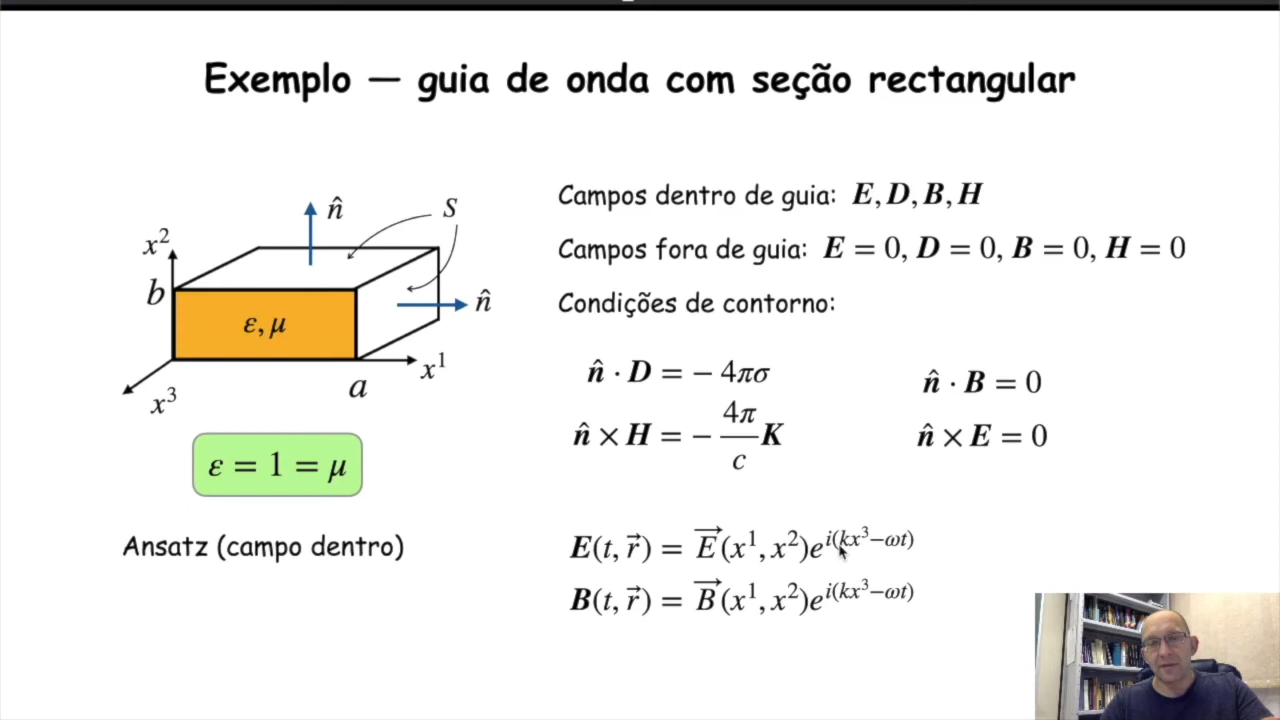 Exemplo — guia de onda com seção rectangular
n̂
S
x²
b
n̂
ε, μ
x¹
a
x³
ε = 1 = μ
Ansatz (campo dentro)
Campos dentro de guia: E, D, B, H
Campos fora de guia: E = 0, D = 0, B = 0, H = 0
Condições de contorno:
n̂ · D = − 4πσ
n̂ · B = 0
n̂ × H = − 4π/c K
n̂ × E = 0
E(t, r⃗) = E⃗(x¹, x²)e^{i(kx³−ωt)}
B(t, r⃗) = B⃗(x¹, x²)e^{i(kx³−ωt)}